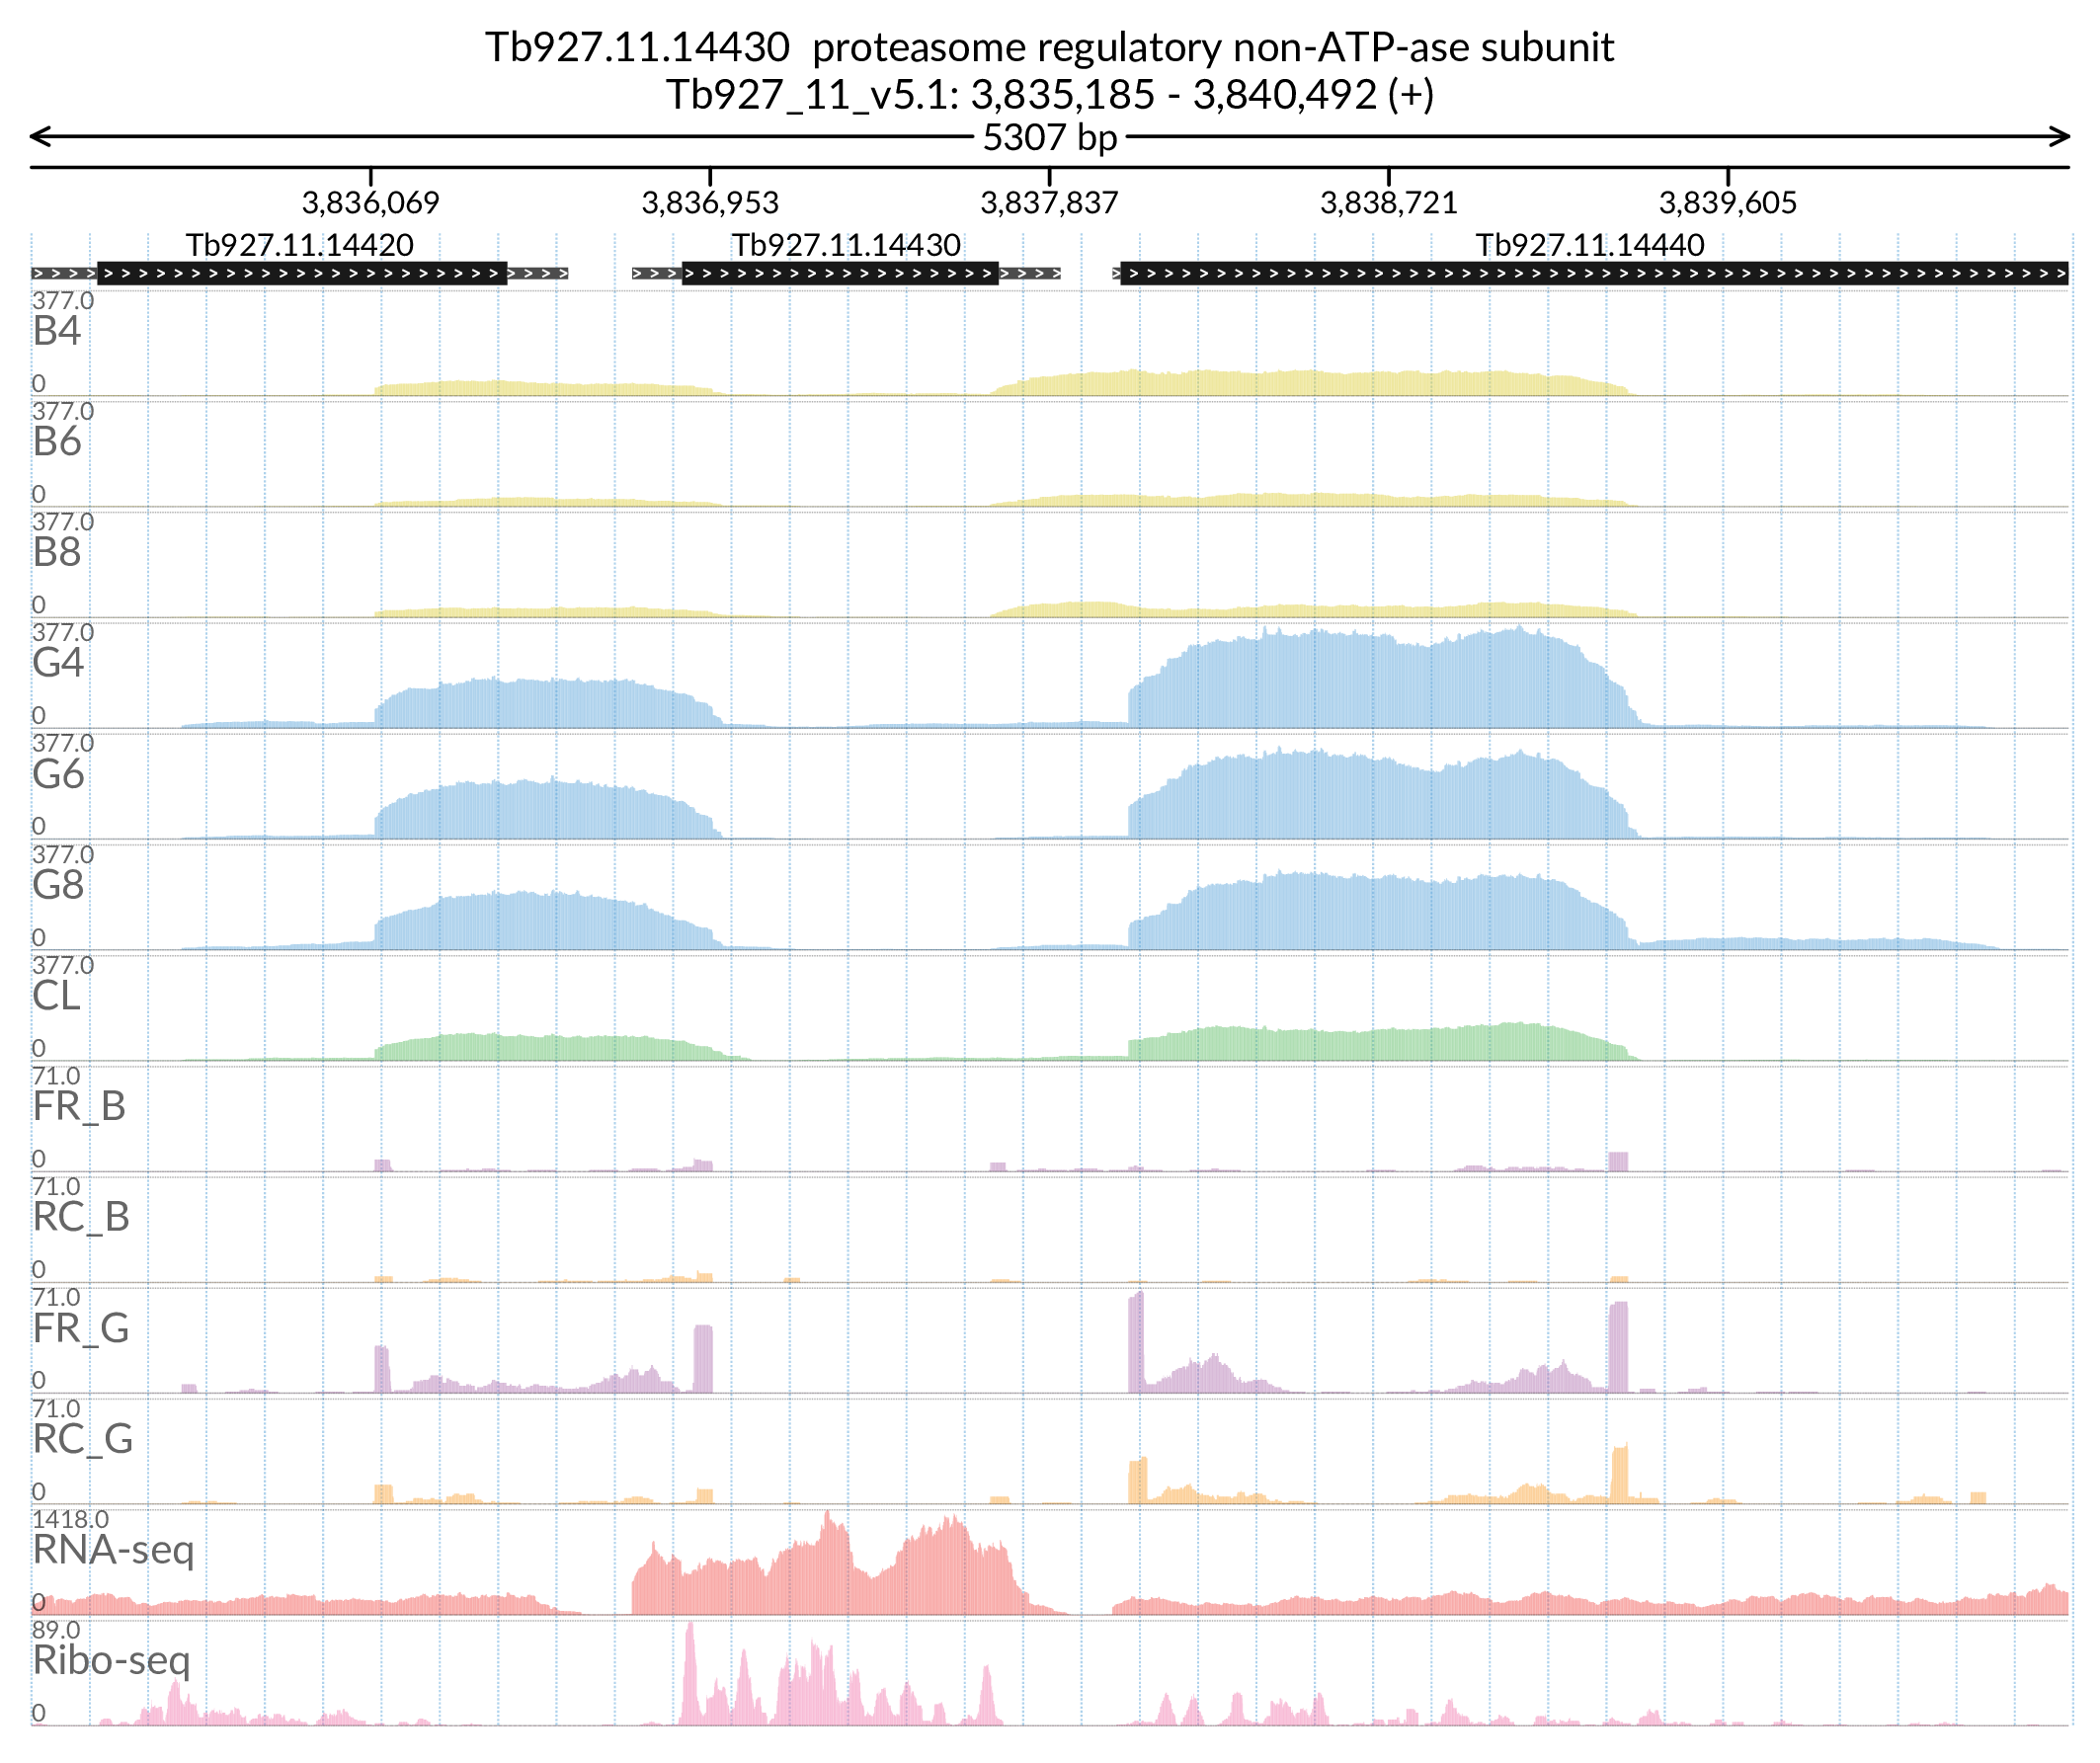 Tb927.11.14430  proteasome regulatory non-ATP-ase subunit
Tb927_11_v5.1: 3,835,185 - 3,840,492 (+)
5307 bp
3,836,069 3,836,953 3,837,837 3,838,721 3,839,605
Tb927.11.14420 Tb927.11.14430 Tb927.11.14440
377.0
B4
0
377.0
B6
0
377.0
B8
0
377.0
G4
0
377.0
G6
0
377.0
G8
0
377.0
CL
0
71.0
FR_B
0
71.0
RC_B
0
71.0
FR_G
0
71.0
RC_G
0
1418.0
RNA-seq
0
89.0
Ribo-seq
0